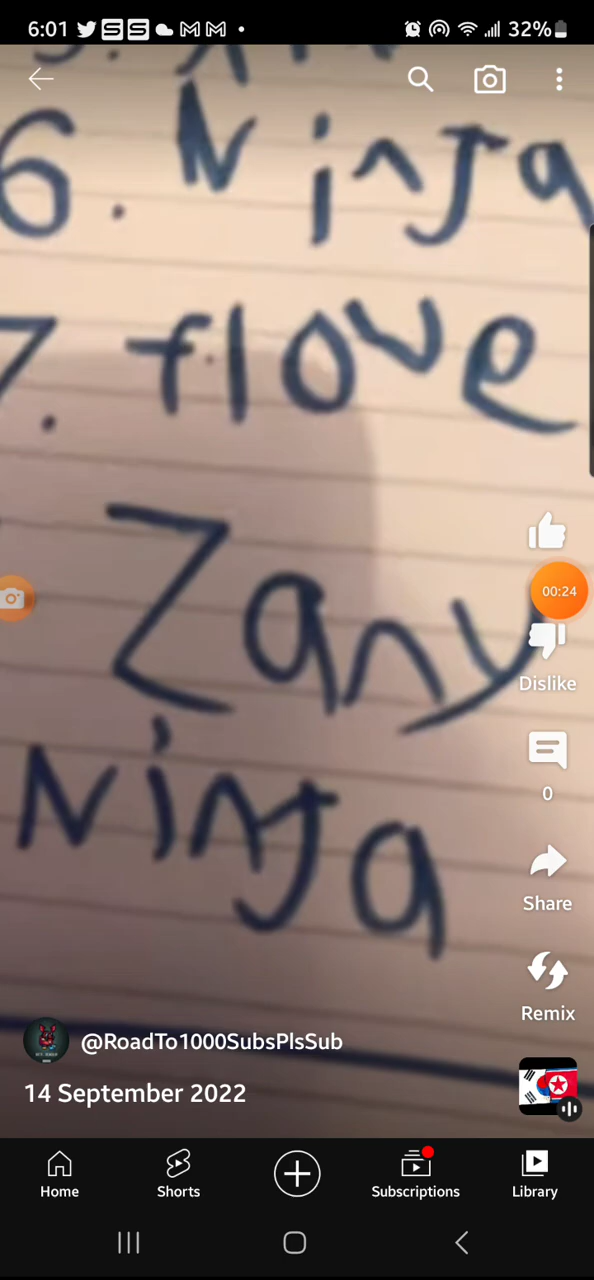 6:01 32%
6. Ninja
7. flove
Zany
Ninja
00:24
Dislike
0
Share
Remix
@RoadTo1000SubsPlsSub
14 September 2022
Home Shorts Subscriptions Library